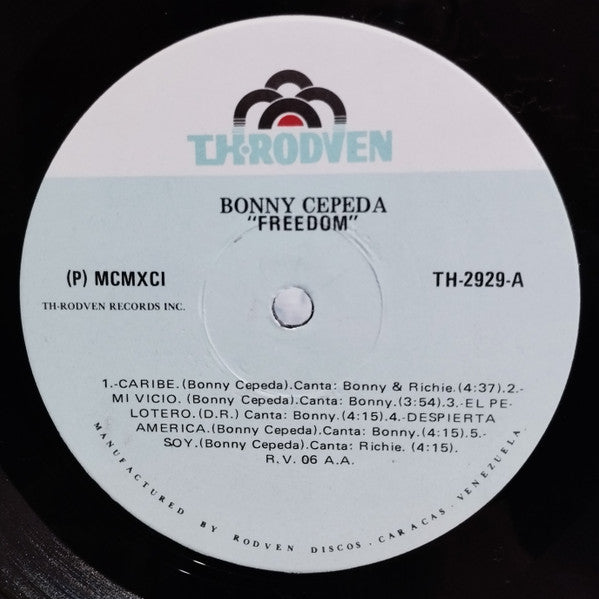 TH·RODVEN
BONNY CEPEDA
"FREEDOM"
(P) MCMXCI
TH-2929-A
TH-RODVEN RECORDS INC.
1.-CARIBE.(Bonny Cepeda).Canta: Bonny & Richie.(4:37).2.-
MI VICIO. (Bonny Cepeda).Canta: Bonny.(3:54).3.-EL PE-
LOTERO.(D.R.) Canta: Bonny.(4:15).4.-DESPIERTA
AMERICA.(Bonny Cepeda).Canta: Bonny.(4:15).5.-
SOY.(Bonny Cepeda).Canta: Richie. (4:15).
R.V. 06 A.A.
MANUFACTURED BY RODVEN DISCOS. CARACAS. VENEZUELA.